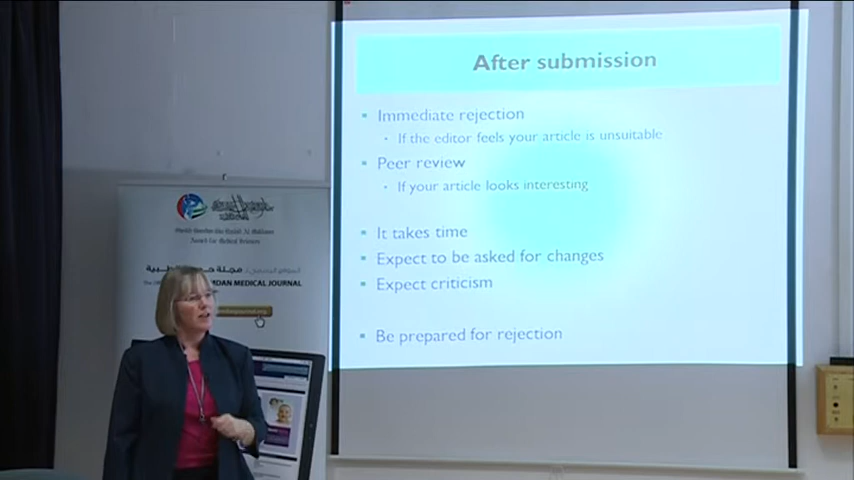 After submission
Immediate rejection
If the editor feels your article is unsuitable
Peer review
If your article looks interesting
It takes time
Expect to be asked for changes
Expect criticism
Be prepared for rejection
مجلة
MEDICAL JOURNAL